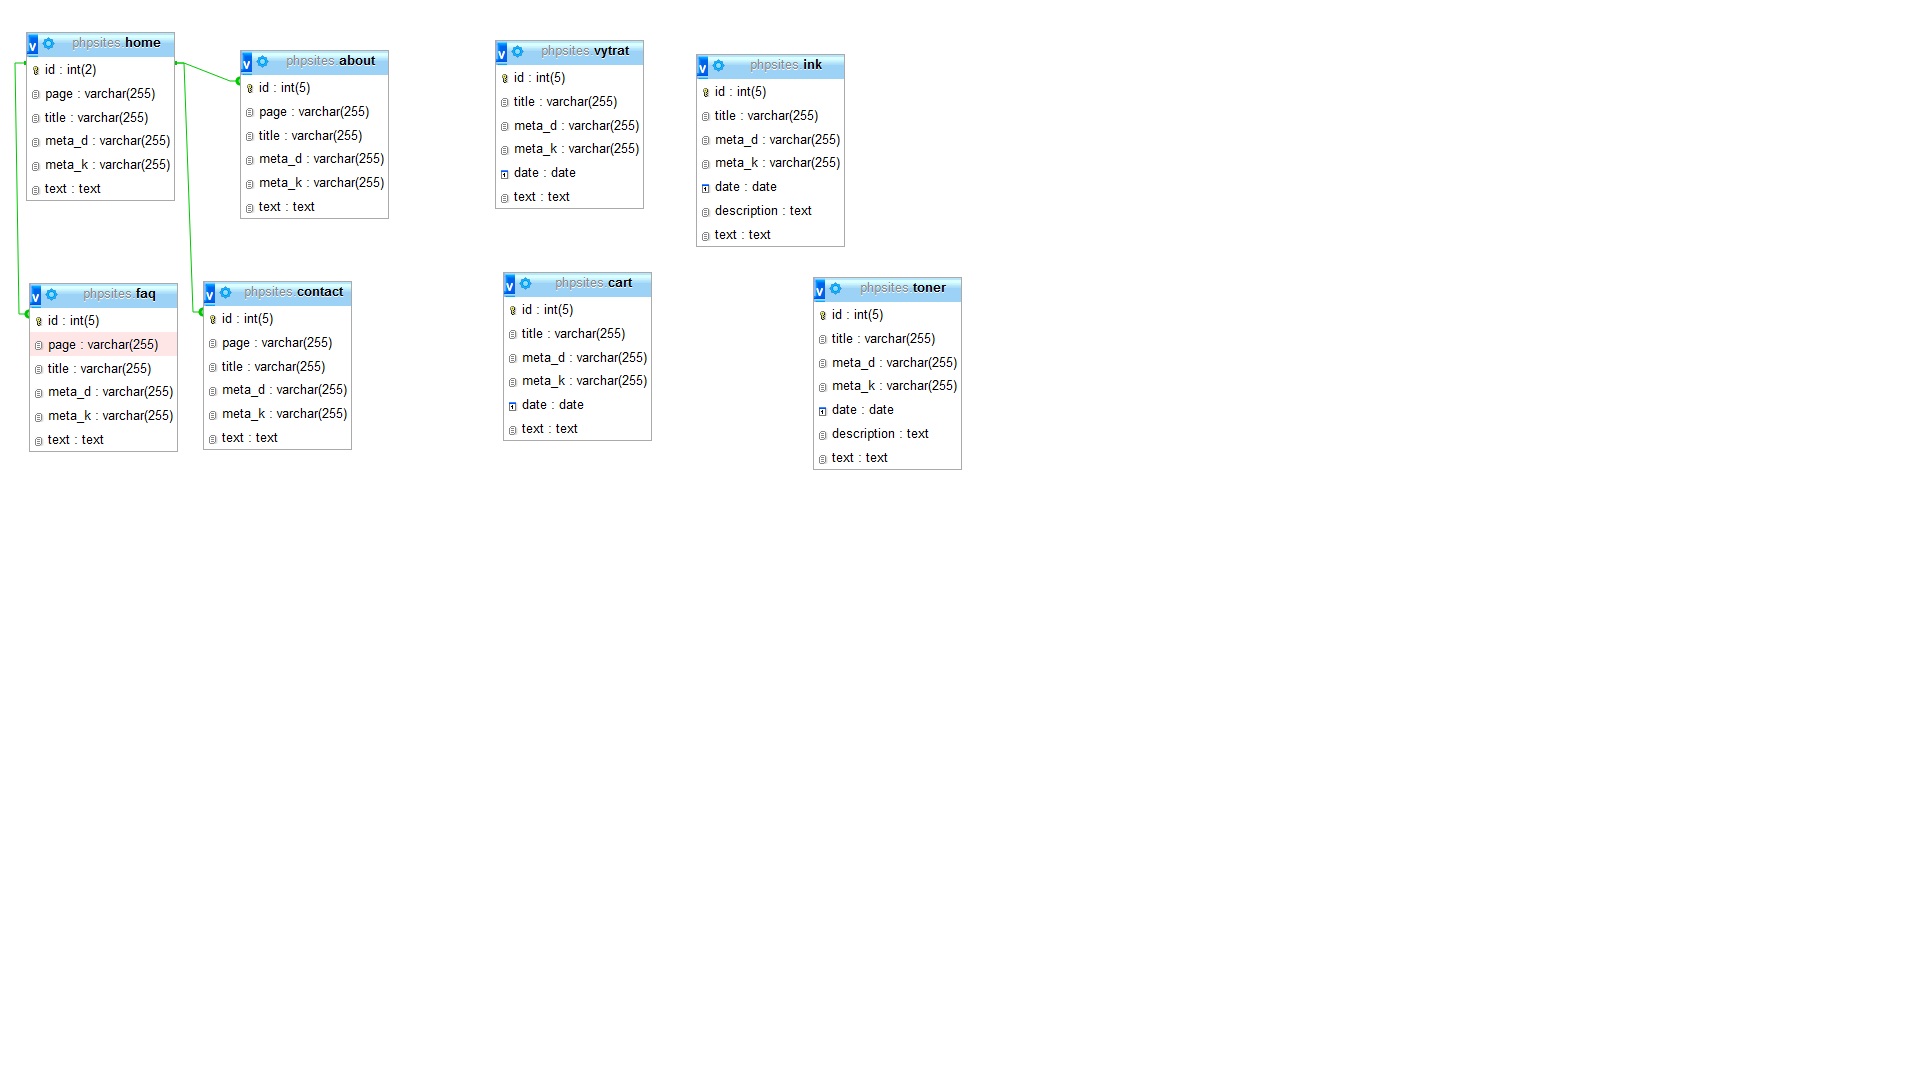 v phpsites.home
id : int(2)
page : varchar(255)
title : varchar(255)
meta_d : varchar(255)
meta_k : varchar(255)
text : text
v phpsites.about
id : int(5)
page : varchar(255)
title : varchar(255)
meta_d : varchar(255)
meta_k : varchar(255)
text : text
v phpsites.vytrat
id : int(5)
title : varchar(255)
meta_d : varchar(255)
meta_k : varchar(255)
date : date
text : text
v phpsites.ink
id : int(5)
title : varchar(255)
meta_d : varchar(255)
meta_k : varchar(255)
date : date
description : text
text : text
v phpsites.faq
id : int(5)
page : varchar(255)
title : varchar(255)
meta_d : varchar(255)
meta_k : varchar(255)
text : text
v phpsites.contact
id : int(5)
page : varchar(255)
title : varchar(255)
meta_d : varchar(255)
meta_k : varchar(255)
text : text
v phpsites.cart
id : int(5)
title : varchar(255)
meta_d : varchar(255)
meta_k : varchar(255)
date : date
text : text
v phpsites.toner
id : int(5)
title : varchar(255)
meta_d : varchar(255)
meta_k : varchar(255)
date : date
description : text
text : text